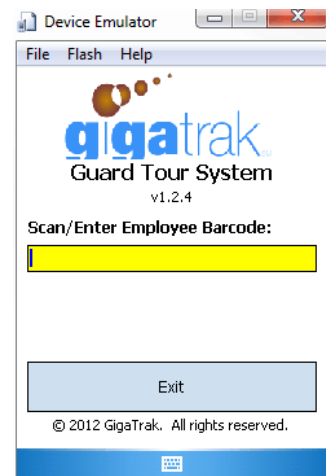 Device Emulator
File Flash Help
gigatrak
Guard Tour System
v1.2.4
Scan/Enter Employee Barcode:
Exit
© 2012 GigaTrak. All rights reserved.